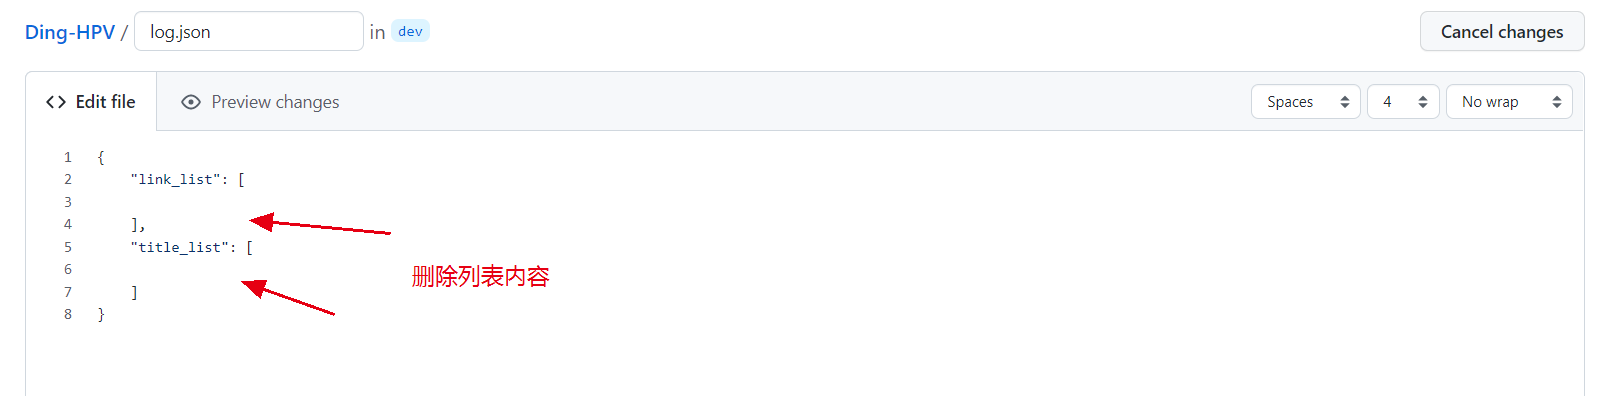 Ding-HPV / log.json in dev Cancel changes
Edit file Preview changes Spaces 4 No wrap
1 {
2 "link_list": [
3
4 ],
5 "title_list": [
6
7 ]
8 }
删除列表内容